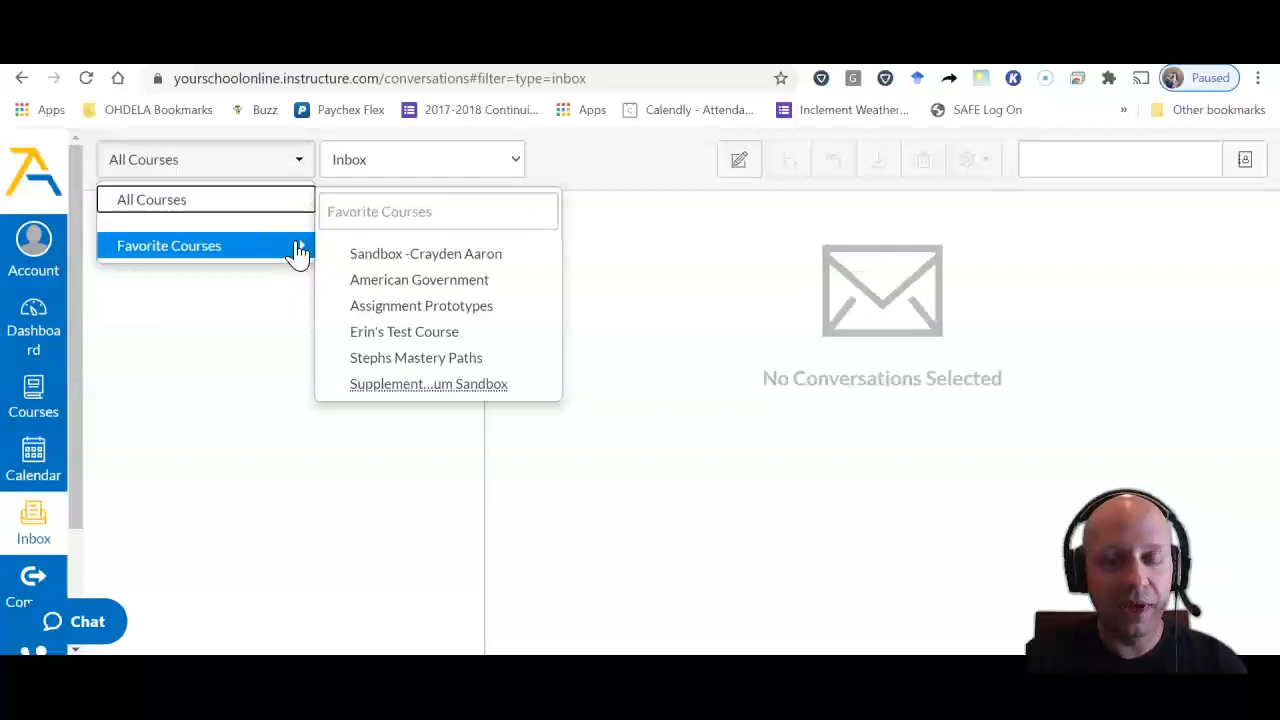 yourschoolonline.instructure.com/conversations#filter=type=inbox
Paused
Apps
OHDELA Bookmarks
Buzz
Paychex Flex
2017-2018 Continui...
Apps
Calendly - Attenda...
Inclement Weather...
SAFE Log On
»
Other bookmarks
All Courses
Inbox
All Courses
Favorite Courses
Favorite Courses
Sandbox -Crayden Aaron
American Government
Assignment Prototypes
Erin's Test Course
Stephs Mastery Paths
Supplement...um Sandbox
No Conversations Selected
Account
Dashboa
rd
Courses
Calendar
Inbox
Com
Chat